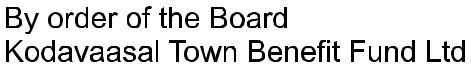 By order of the Board
Kodavaasal Town Benefit Fund Ltd